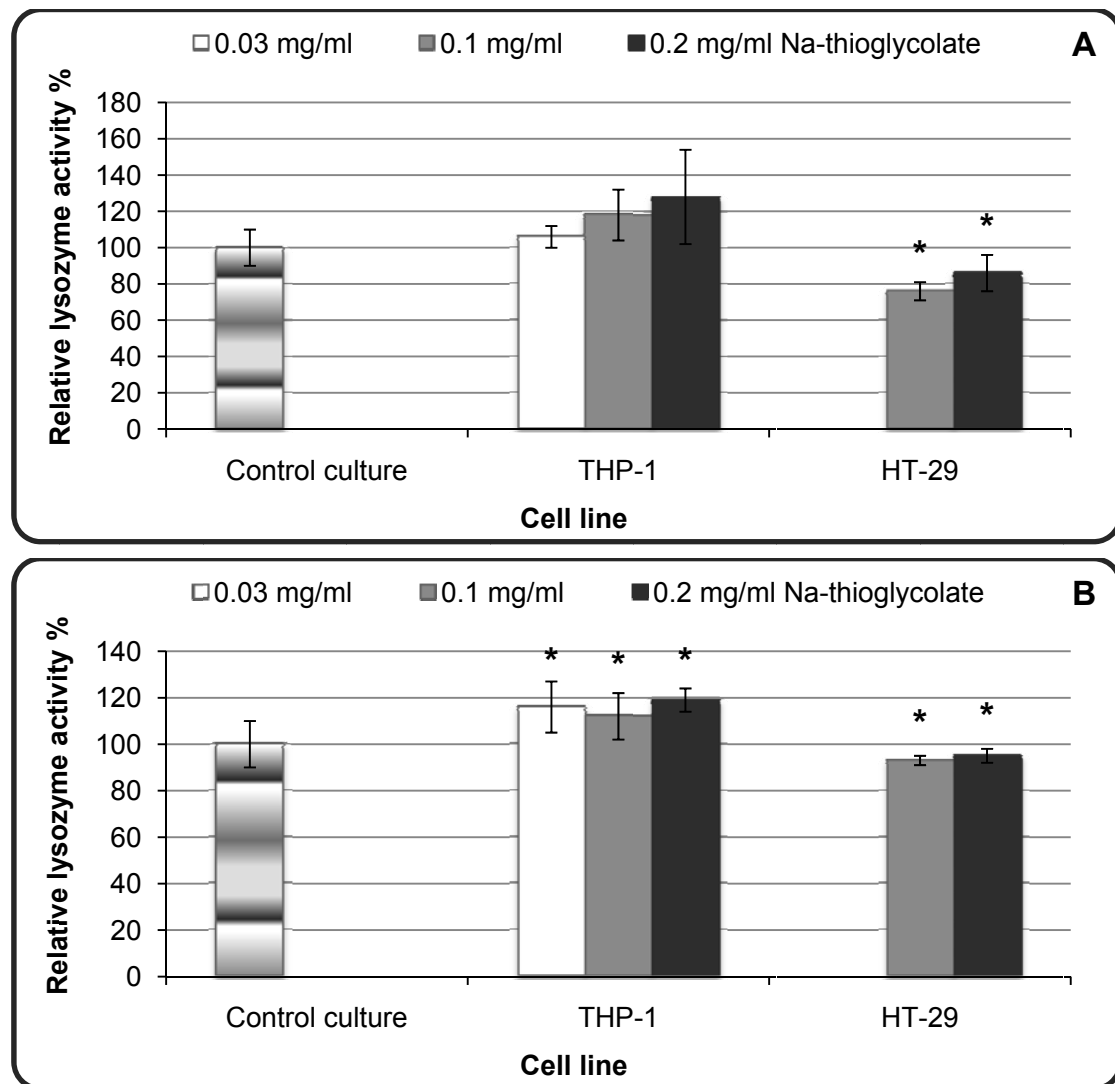 0.03 mg/ml 0.1 mg/ml 0.2 mg/ml Na-thioglycolate A
Relative lysozyme activity %
180
160
140
120
100
80
60
40
20
0
* *
Control culture THP-1 HT-29
Cell line
0.03 mg/ml 0.1 mg/ml 0.2 mg/ml Na-thioglycolate B
Relative lysozyme activity %
140
120
100
80
60
40
20
0
* * * * *
Control culture THP-1 HT-29
Cell line